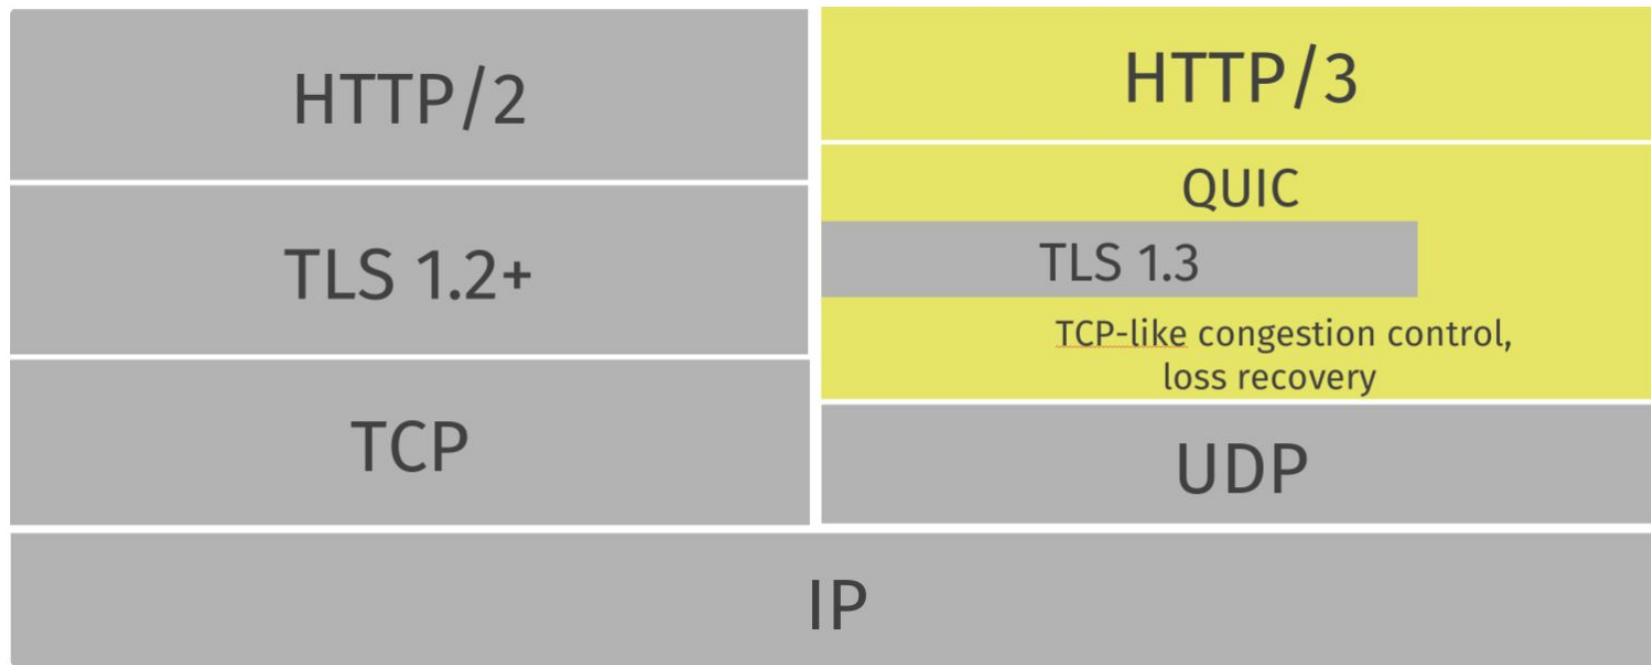 HTTP/2
TLS 1.2+
TCP
HTTP/3
QUIC
TLS 1.3
TCP-like congestion control,
loss recovery
UDP
IP